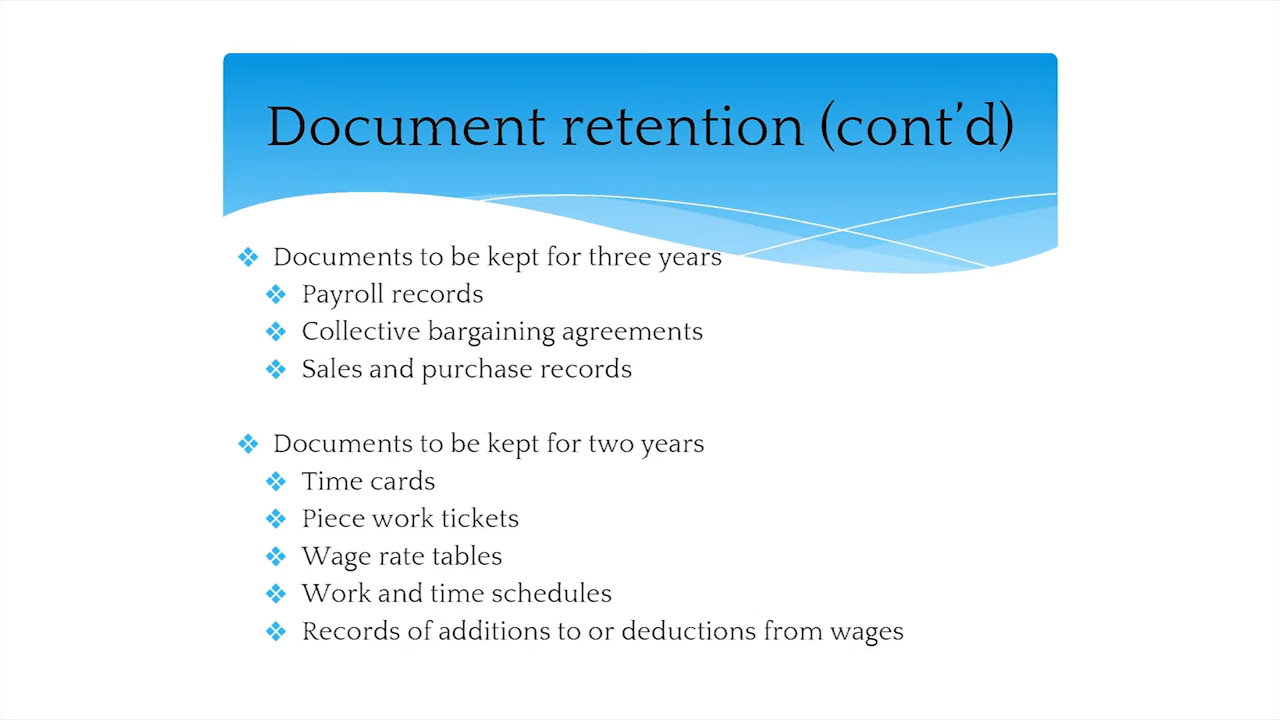 Document retention (cont’d)
Documents to be kept for three years
Payroll records
Collective bargaining agreements
Sales and purchase records
Documents to be kept for two years
Time cards
Piece work tickets
Wage rate tables
Work and time schedules
Records of additions to or deductions from wages